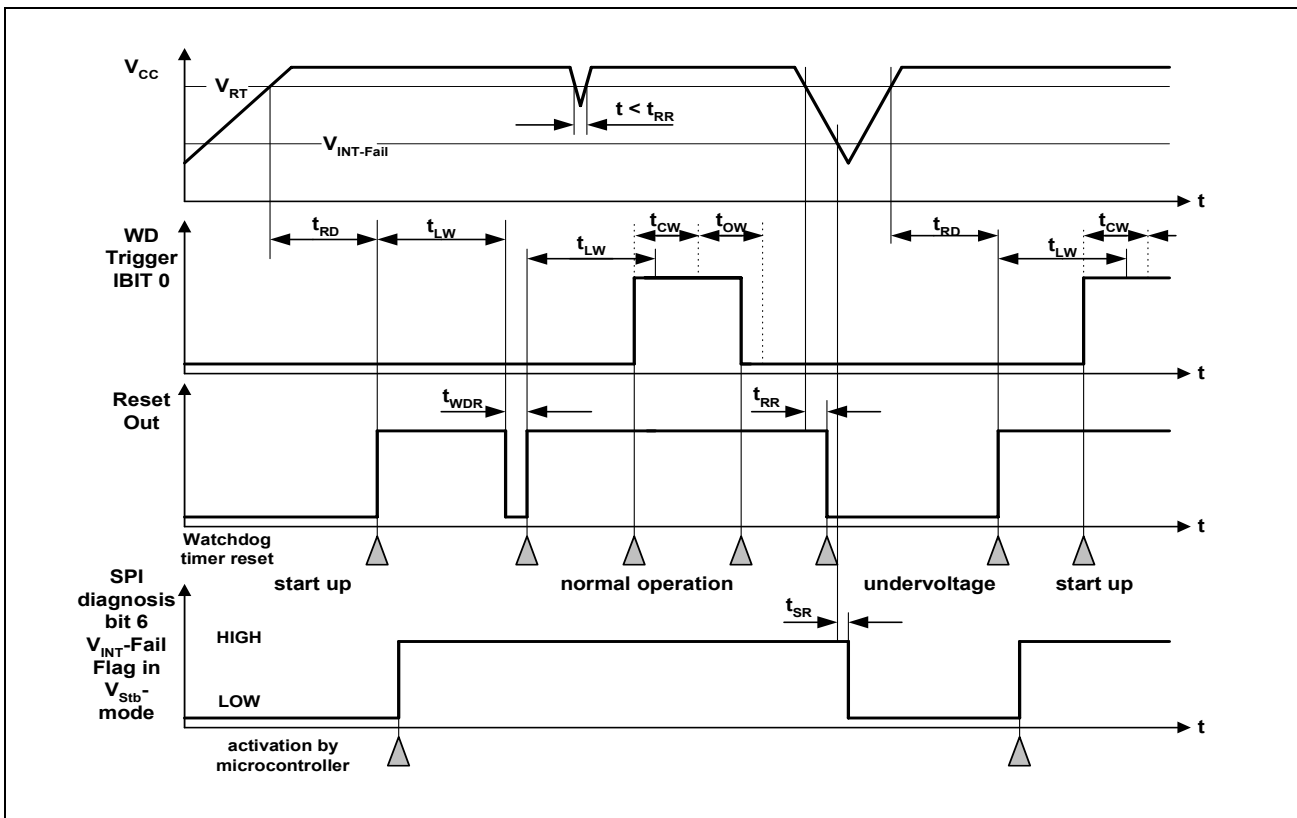 VCC
VRT
t < tRR
VINT-Fail
t
WD
Trigger
IBIT 0
tRD
tLW
tLW
tCW
tOW
tRD
tLW
tCW
t
Reset
Out
tWDR
tRR
t
Watchdog
timer reset
start up
normal operation
undervoltage
start up
SPI
diagnosis
bit 6
VINT-Fail
Flag in
VStb-
mode
HIGH
LOW
tSR
t
activation by
microcontroller